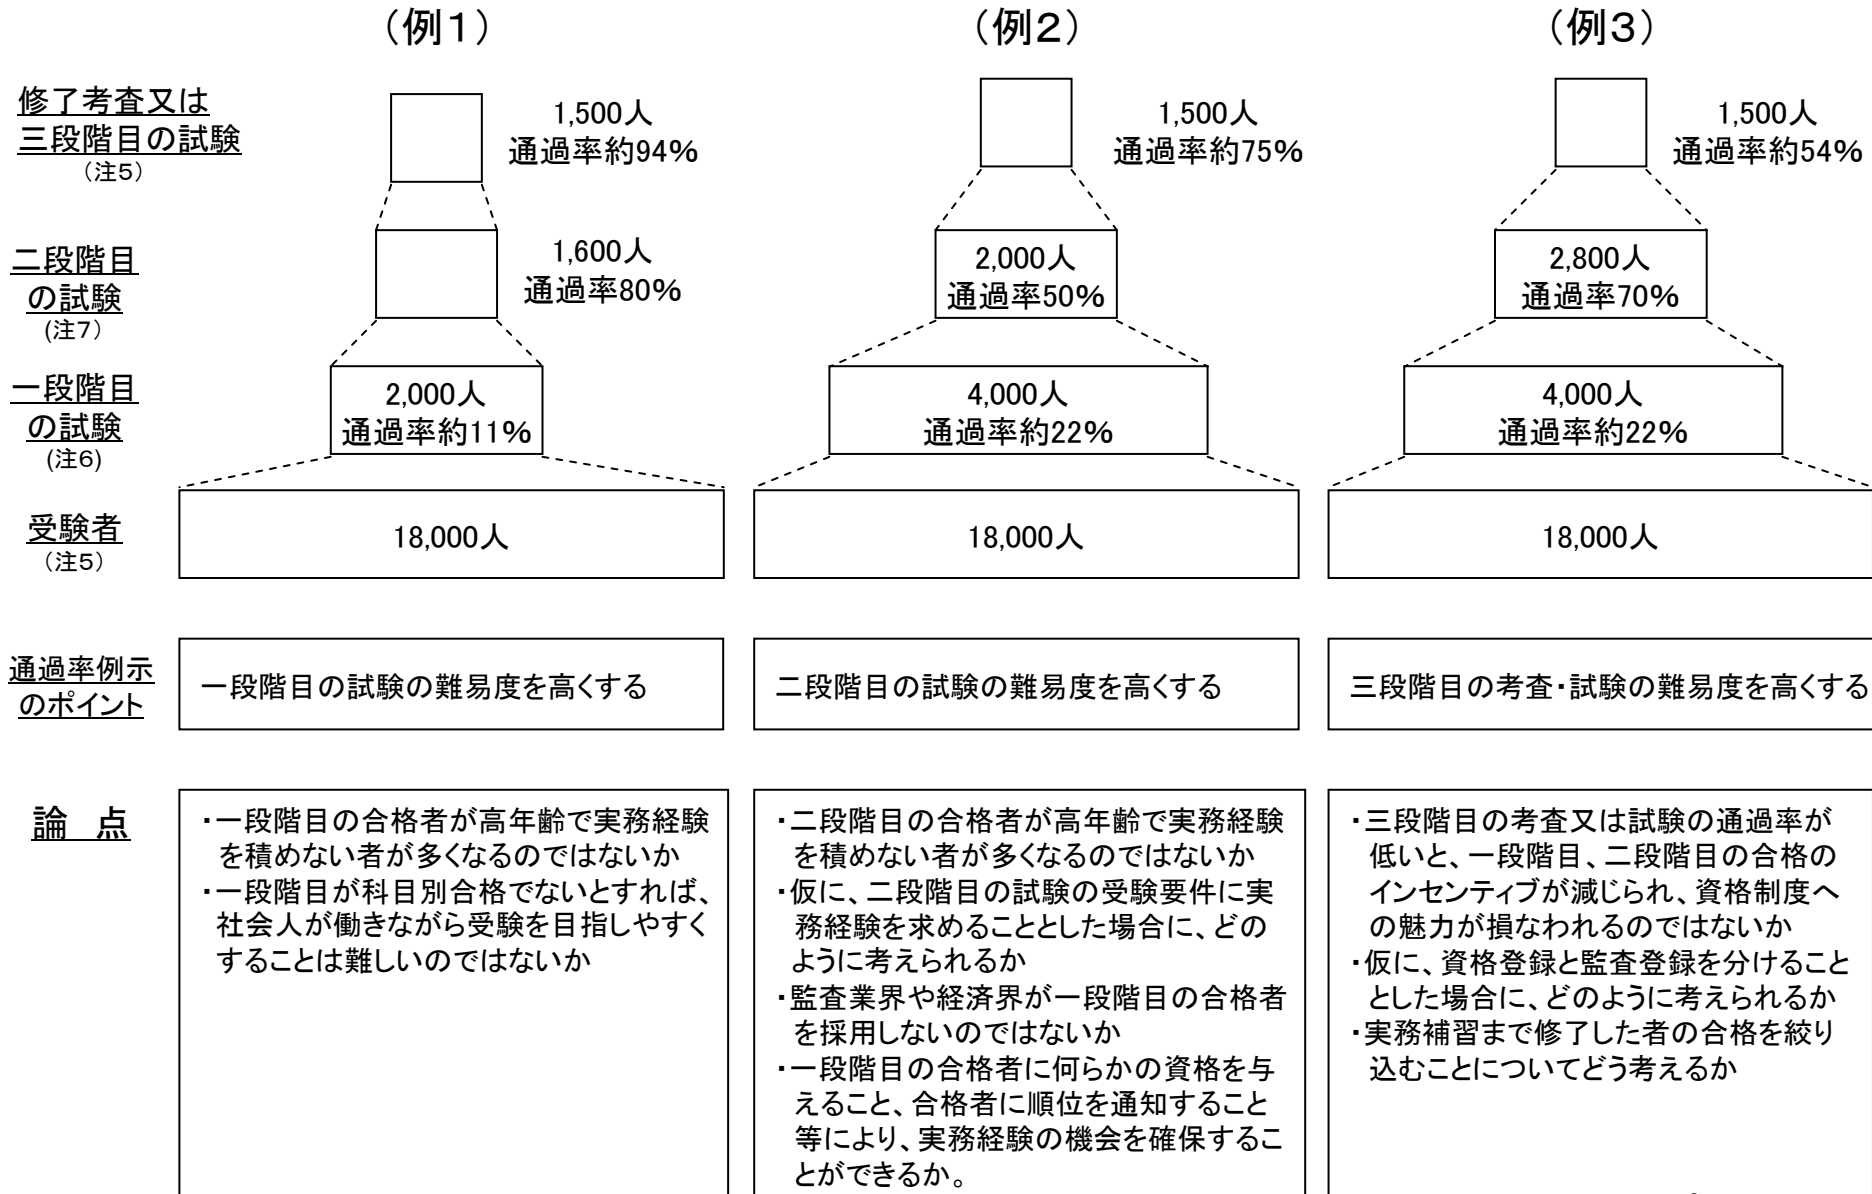 （例１）
（例２）
（例３）
修了考査又は
三段階目の試験
（注５）
1,500人
通過率約94％
1,500人
通過率約75％
1,500人
通過率約54％
二段階目
の試験
(注７）
1,600人
通過率80％
2,000人
通過率50％
2,800人
通過率70％
一段階目
の試験
(注６)
2,000人
通過率約11％
4,000人
通過率約22％
4,000人
通過率約22％
受験者
（注５）
18,000人
18,000人
18,000人
通過率例示
のポイント
一段階目の試験の難易度を高くする
二段階目の試験の難易度を高くする
三段階目の考査・試験の難易度を高くする
論　点
・一段階目の合格者が高年齢で実務経験
を積めない者が多くなるのではないか
・一段階目が科目別合格でないとすれば、
社会人が働きながら受験を目指しやすく
することは難しいのではないか
・二段階目の合格者が高年齢で実務経験
を積めない者が多くなるのではないか
・仮に、二段階目の試験の受験要件に実
務経験を求めることとした場合に、どの
ように考えられるか
・監査業界や経済界が一段階目の合格者
を採用しないのではないか
・一段階目の合格者に何らかの資格を与
えること、合格者に順位を通知すること
等により、実務経験の機会を確保するこ
とができるか。
・三段階目の考査又は試験の通過率が
低いと、一段階目、二段階目の合格の
インセンティブが減じられ、資格制度へ
の魅力が損なわれるのではないか
・仮に、資格登録と監査登録を分けること
とした場合に、どのように考えられるか
・実務補習まで修了した者の合格を絞り
込むことについてどう考えるか